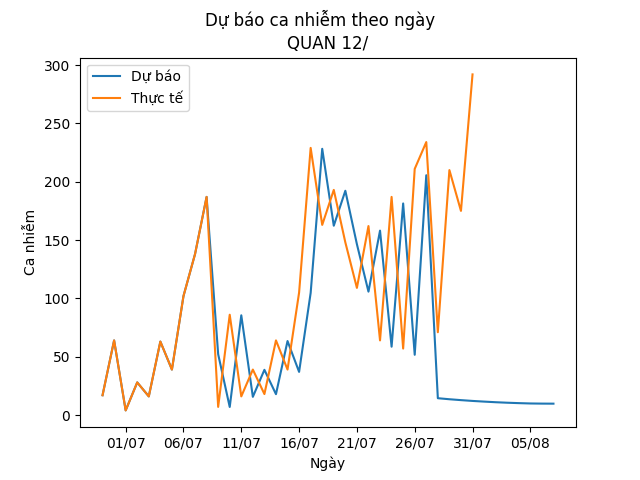 Dự báo ca nhiễm theo ngày
QUAN 12/
Dự báo
Thực tế
300
250
200
150
100
50
0
Ca nhiễm
01/07 06/07 11/07 16/07 21/07 26/07 31/07 05/08
Ngày